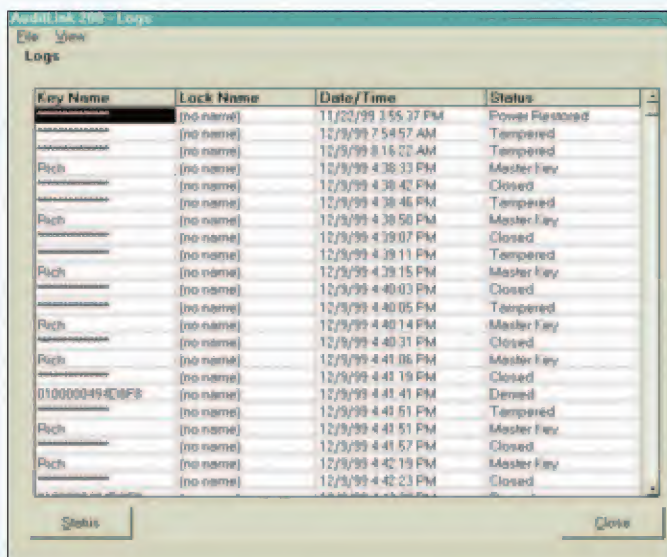 AuditLink 200 - Logs
File View
Logs
Key Name Lock Name Date/Time Status
************ (no name) 11/22/99 3:55:37 PM Power Restored
************ (no name) 12/9/99 7:54:57 AM Tampered
************ (no name) 12/9/99 8:16:22 AM Tampered
Rich (no name) 12/9/99 4:38:33 PM Master Key
************ (no name) 12/9/99 4:38:42 PM Closed
************ (no name) 12/9/99 4:38:46 PM Tampered
Rich (no name) 12/9/99 4:38:58 PM Master Key
************ (no name) 12/9/99 4:39:07 PM Closed
************ (no name) 12/9/99 4:39:11 PM Tampered
Rich (no name) 12/9/99 4:39:15 PM Master Key
************ (no name) 12/9/99 4:40:03 PM Closed
************ (no name) 12/9/99 4:40:05 PM Tampered
Rich (no name) 12/9/99 4:40:14 PM Master Key
************ (no name) 12/9/99 4:40:31 PM Closed
Rich (no name) 12/9/99 4:41:06 PM Master Key
************ (no name) 12/9/99 4:41:19 PM Closed
(no name) 12/9/99 4:41:41 PM Denied
************ (no name) 12/9/99 4:41:51 PM Tampered
Rich (no name) 12/9/99 4:41:51 PM Master Key
************ (no name) 12/9/99 4:41:57 PM Closed
Rich (no name) 12/9/99 4:42:19 PM Master Key
************ (no name) 12/9/99 4:42:23 PM Closed
Status Close